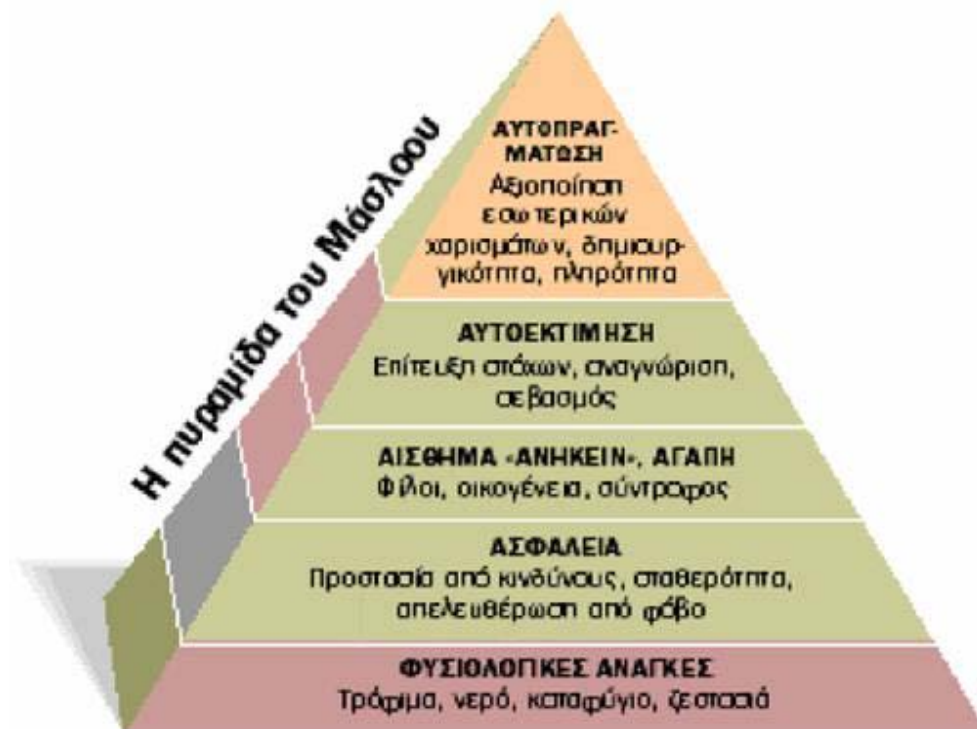 Η πυραμίδα του Μάσλοου
ΑΥΤΟΠΡΑΓ-
ΜΑΤΩΣΗ
Αξιοποίηση
εσωτερικών
χαρισμάτων, δημιουρ-
γικότητα, πληρότητα
ΑΥΤΟΕΚΤΙΜΗΣΗ
Επίτευξη στόχων, αναγνώριση,
σεβασμός
ΑΙΣΘΗΜΑ «ΑΝΗΚΕΙΝ», ΑΓΑΠΗ
Φίλοι, οικογένεια, σύντροφος
ΑΣΦΑΛΕΙΑ
Προστασία από κινδύνους, σταθερότητα,
απελευθέρωση από φόβο
ΦΥΣΙΟΛΟΓΙΚΕΣ ΑΝΑΓΚΕΣ
Τρόφιμα, νερό, καταφύγιο, ζεστασιά